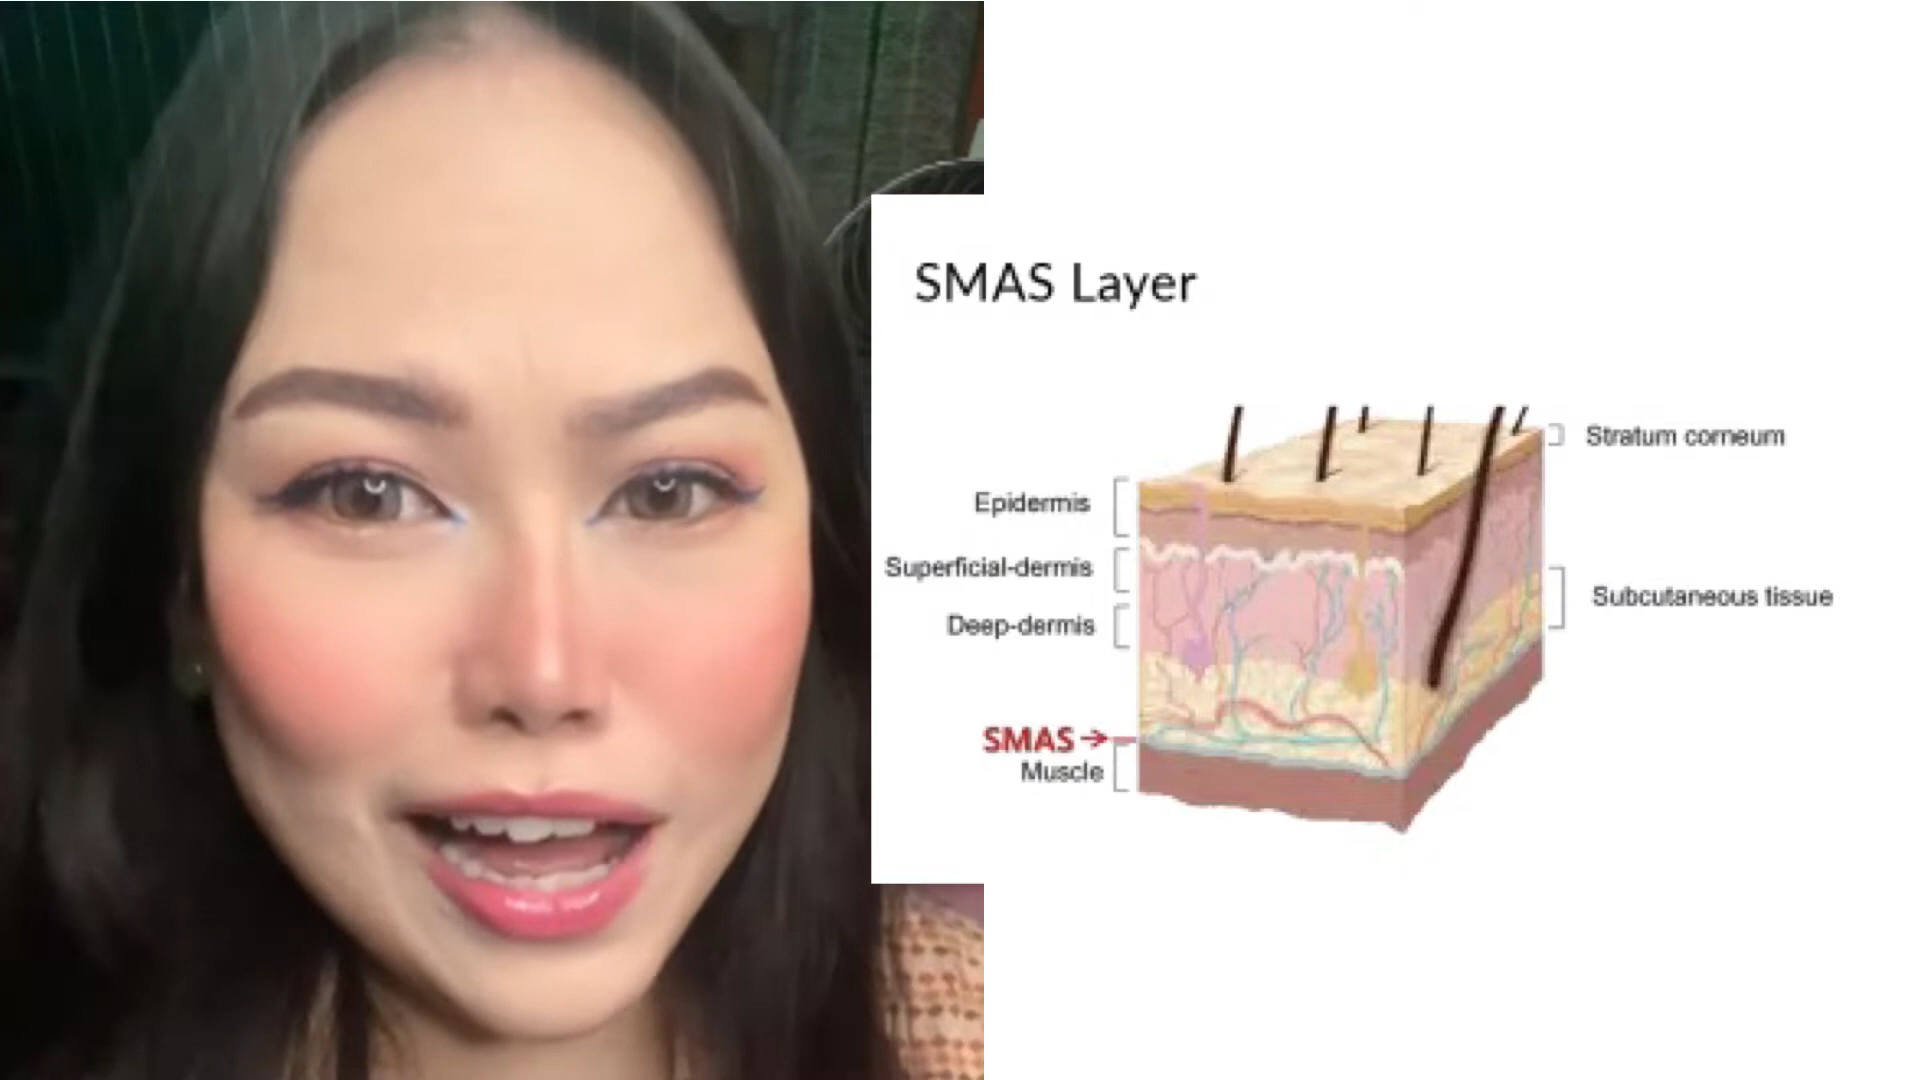 SMAS Layer
Stratum corneum
Epidermis
Superficial-dermis
Subcutaneous tissue
Deep-dermis
SMAS
Muscle